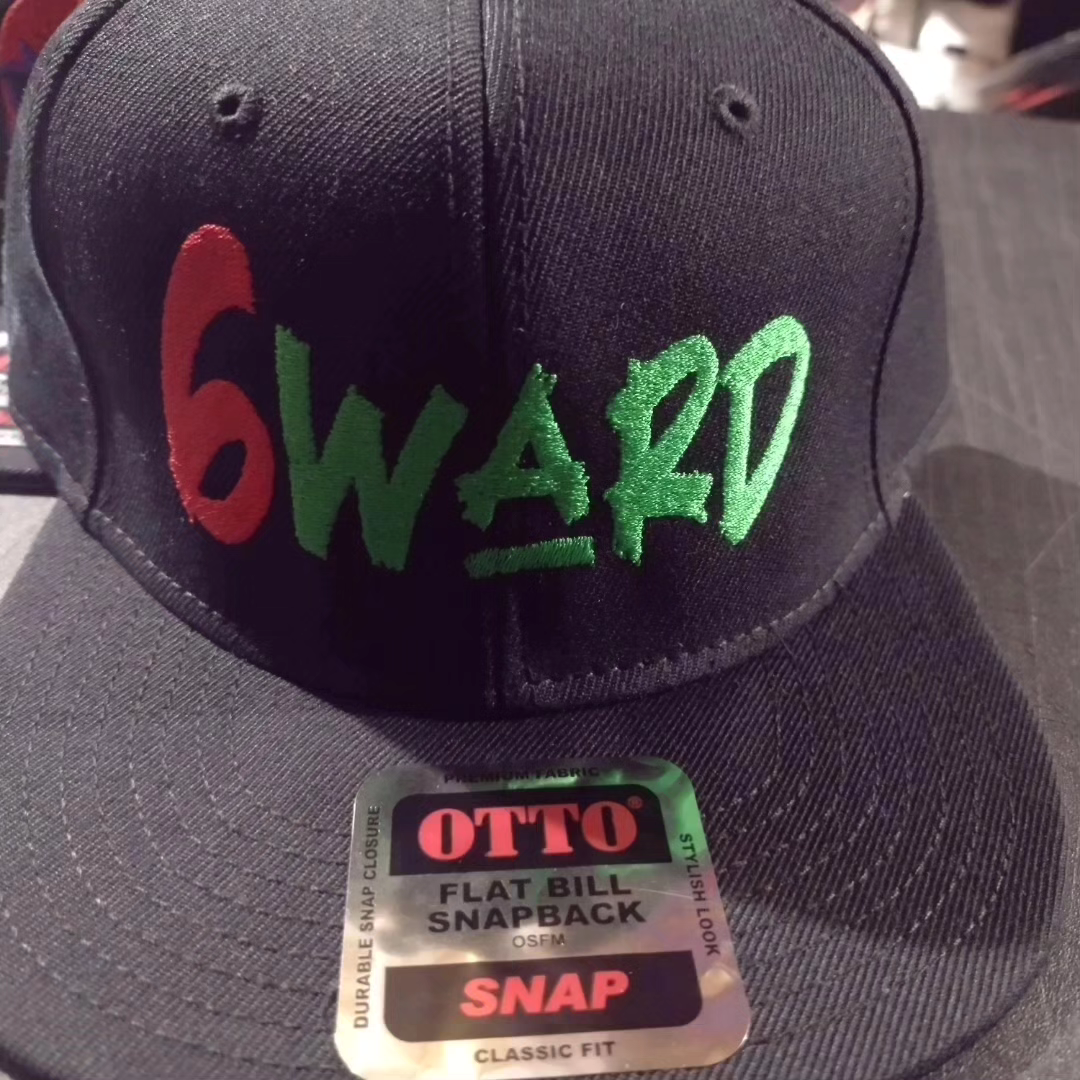 6WARD
PREMIUM FABRIC
DURABLE SNAP CLOSURE
OTTO®
FLAT BILL
SNAPBACK
OSFM
STYLISH LOOK
SNAP
CLASSIC FIT